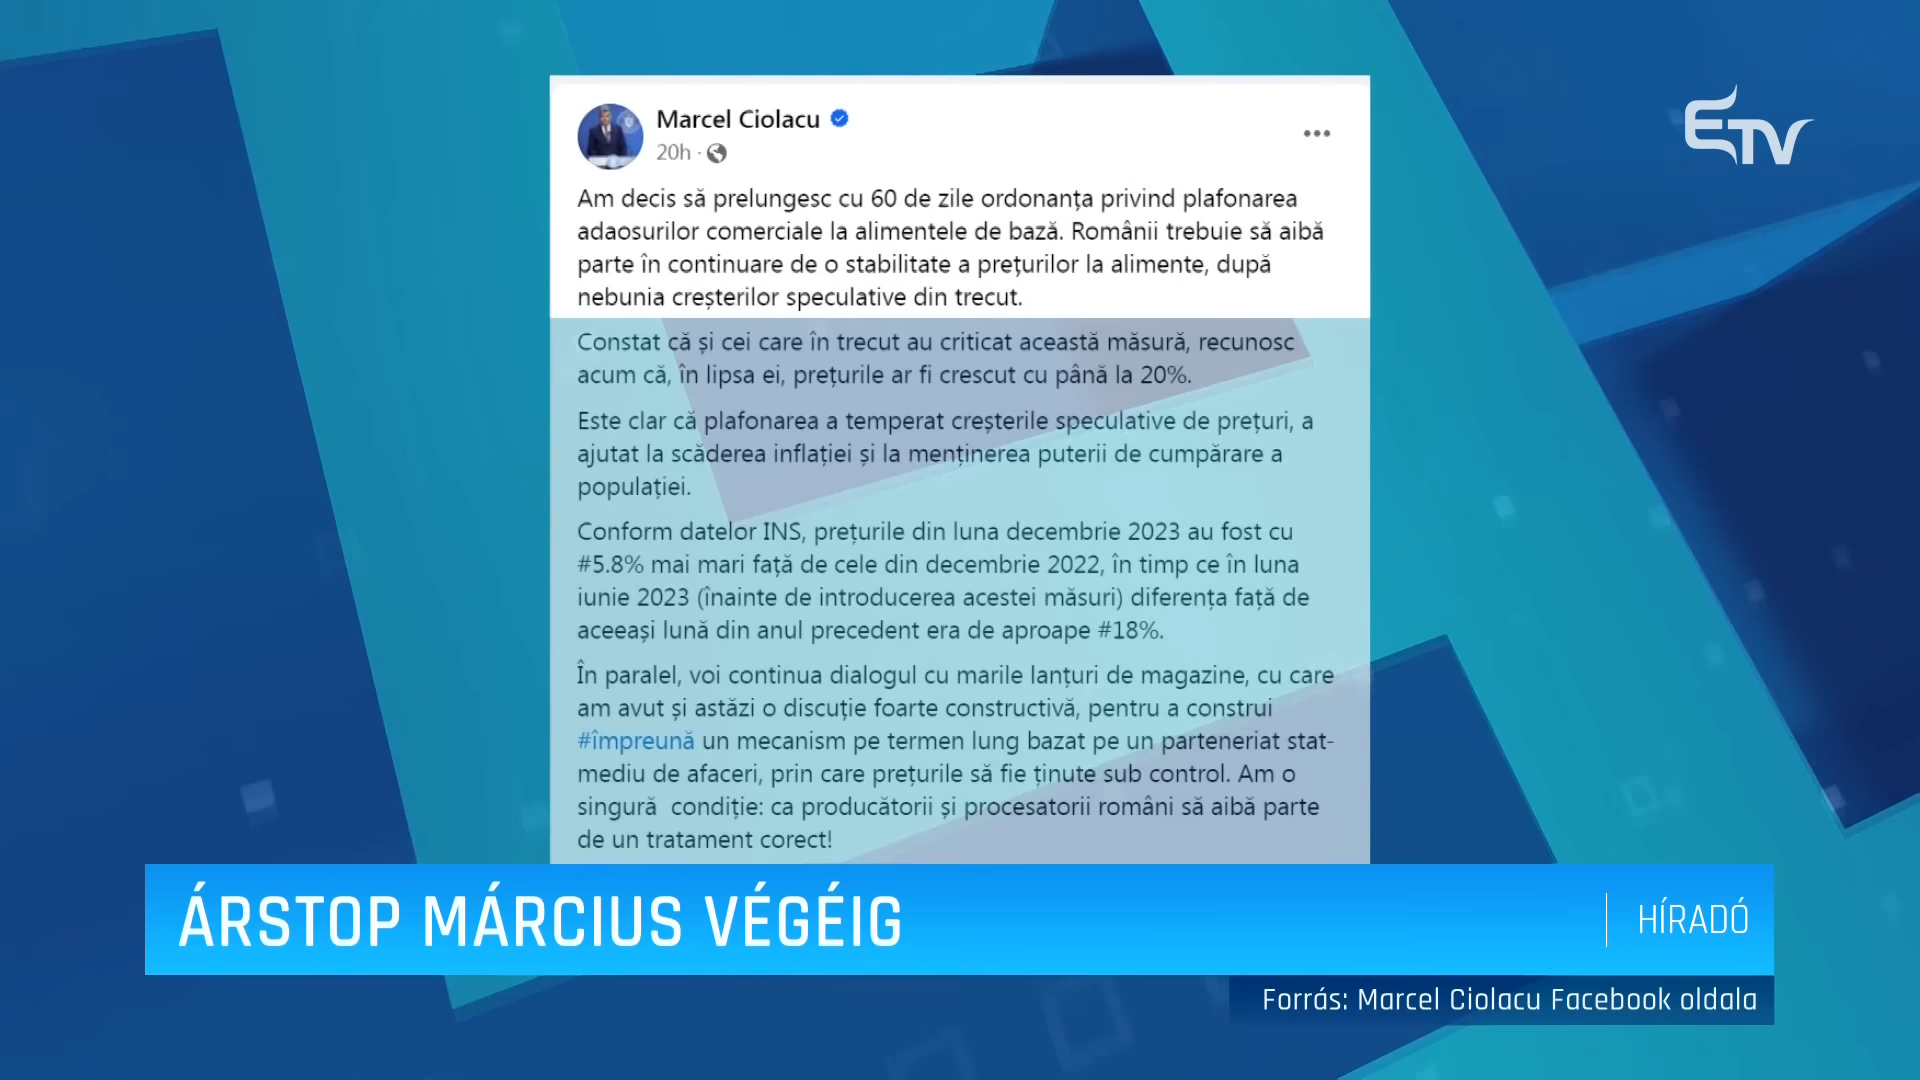 Marcel Ciolacu
20h ·
Am decis să prelungesc cu 60 de zile ordonanța privind plafonarea
adaosurilor comerciale la alimentele de bază. Românii trebuie să aibă
parte în continuare de o stabilitate a prețurilor la alimente, după
nebunia creșterilor speculative din trecut.
Constat că și cei care în trecut au criticat această măsură, recunosc
acum că, în lipsa ei, prețurile ar fi crescut cu până la 20%.
Este clar că plafonarea a temperat creșterile speculative de prețuri, a
ajutat la scăderea inflației și la menținerea puterii de cumpărare a
populației.
Conform datelor INS, prețurile din luna decembrie 2023 au fost cu
#5.8% mai mari față de cele din decembrie 2022, în timp ce în luna
iunie 2023 (înainte de introducerea acestei măsuri) diferența față de
aceeași lună din anul precedent era de aproape #18%.
În paralel, voi continua dialogul cu marile lanțuri de magazine, cu care
am avut și astăzi o discuție foarte constructivă, pentru a construi
#împreună un mecanism pe termen lung bazat pe un parteneriat stat-
mediu de afaceri, prin care prețurile să fie ținute sub control. Am o
singură  condiție: ca producătorii și procesatorii români să aibă parte
de un tratament corect!
ETV
ÁRSTOP MÁRCIUS VÉGÉIG
HÍRADÓ
Forrás: Marcel Ciolacu Facebook oldala